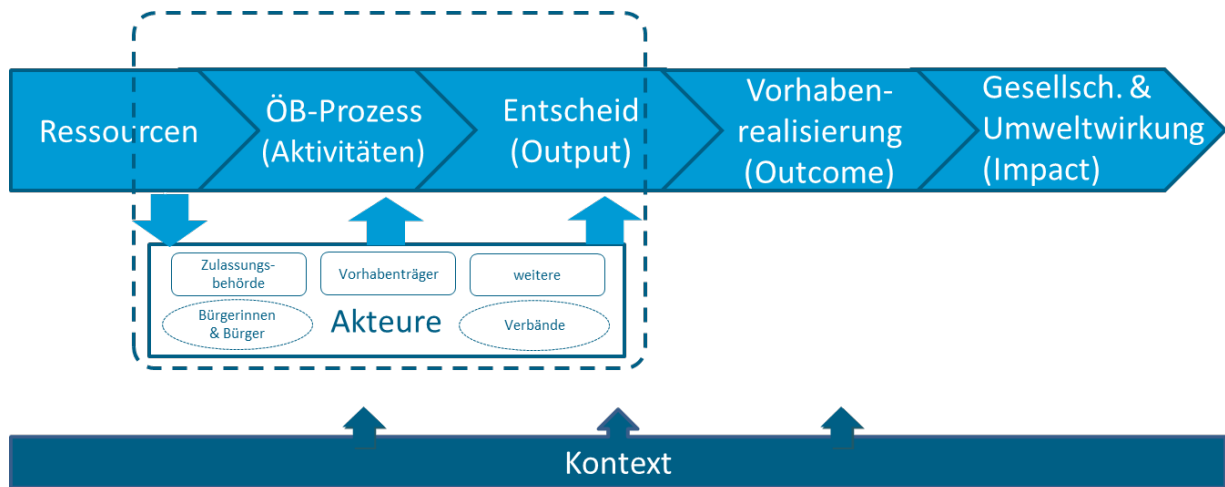 Ressourcen
ÖB-Prozess
(Aktivitäten)
Entscheid
(Output)
Vorhaben-
realisierung
(Outcome)
Gesellsch. &
Umweltwirkung
(Impact)
Zulassungs-
behörde
Vorhabenträger
weitere
Bürgerinnen
& Bürger
Akteure
Verbände
Kontext